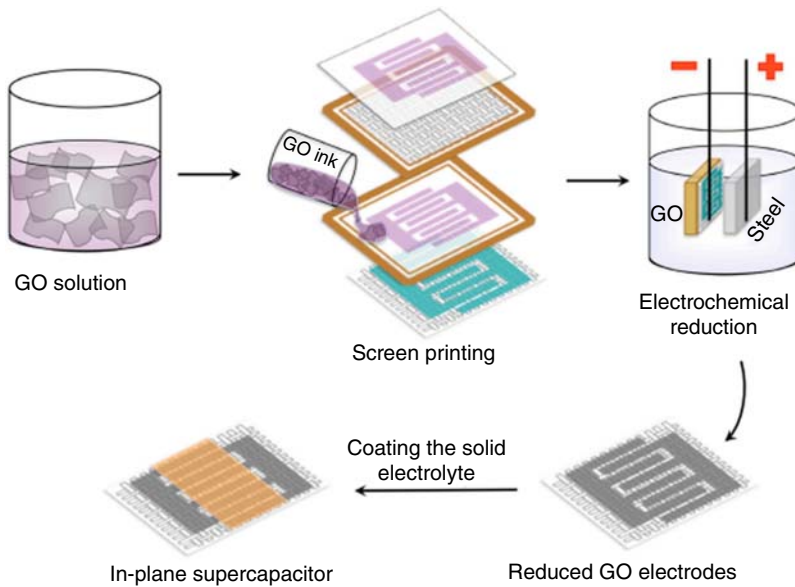 GO solution
GO ink
Screen printing
−
+
GO
Steel
Electrochemical
reduction
Reduced GO electrodes
Coating the solid
electrolyte
In-plane supercapacitor